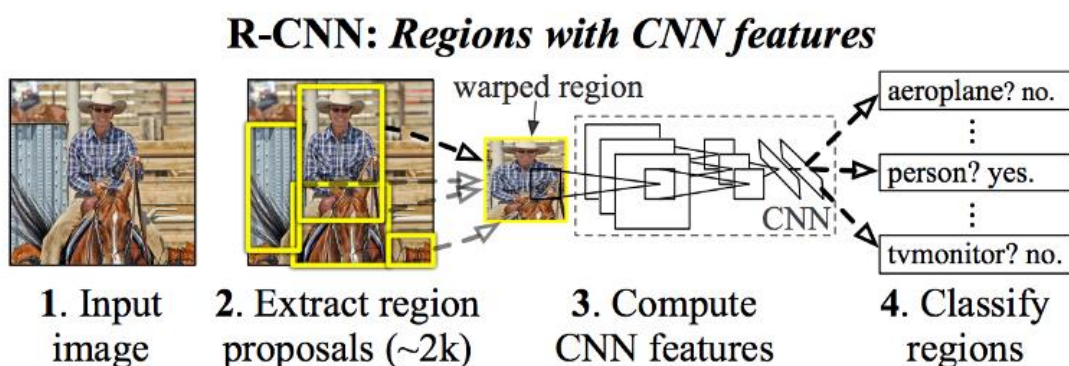 R-CNN: Regions with CNN features
warped region
aeroplane? no.
person? yes.
tvmonitor? no.
CNN
1. Input
image
2. Extract region
proposals (~2k)
3. Compute
CNN features
4. Classify
regions